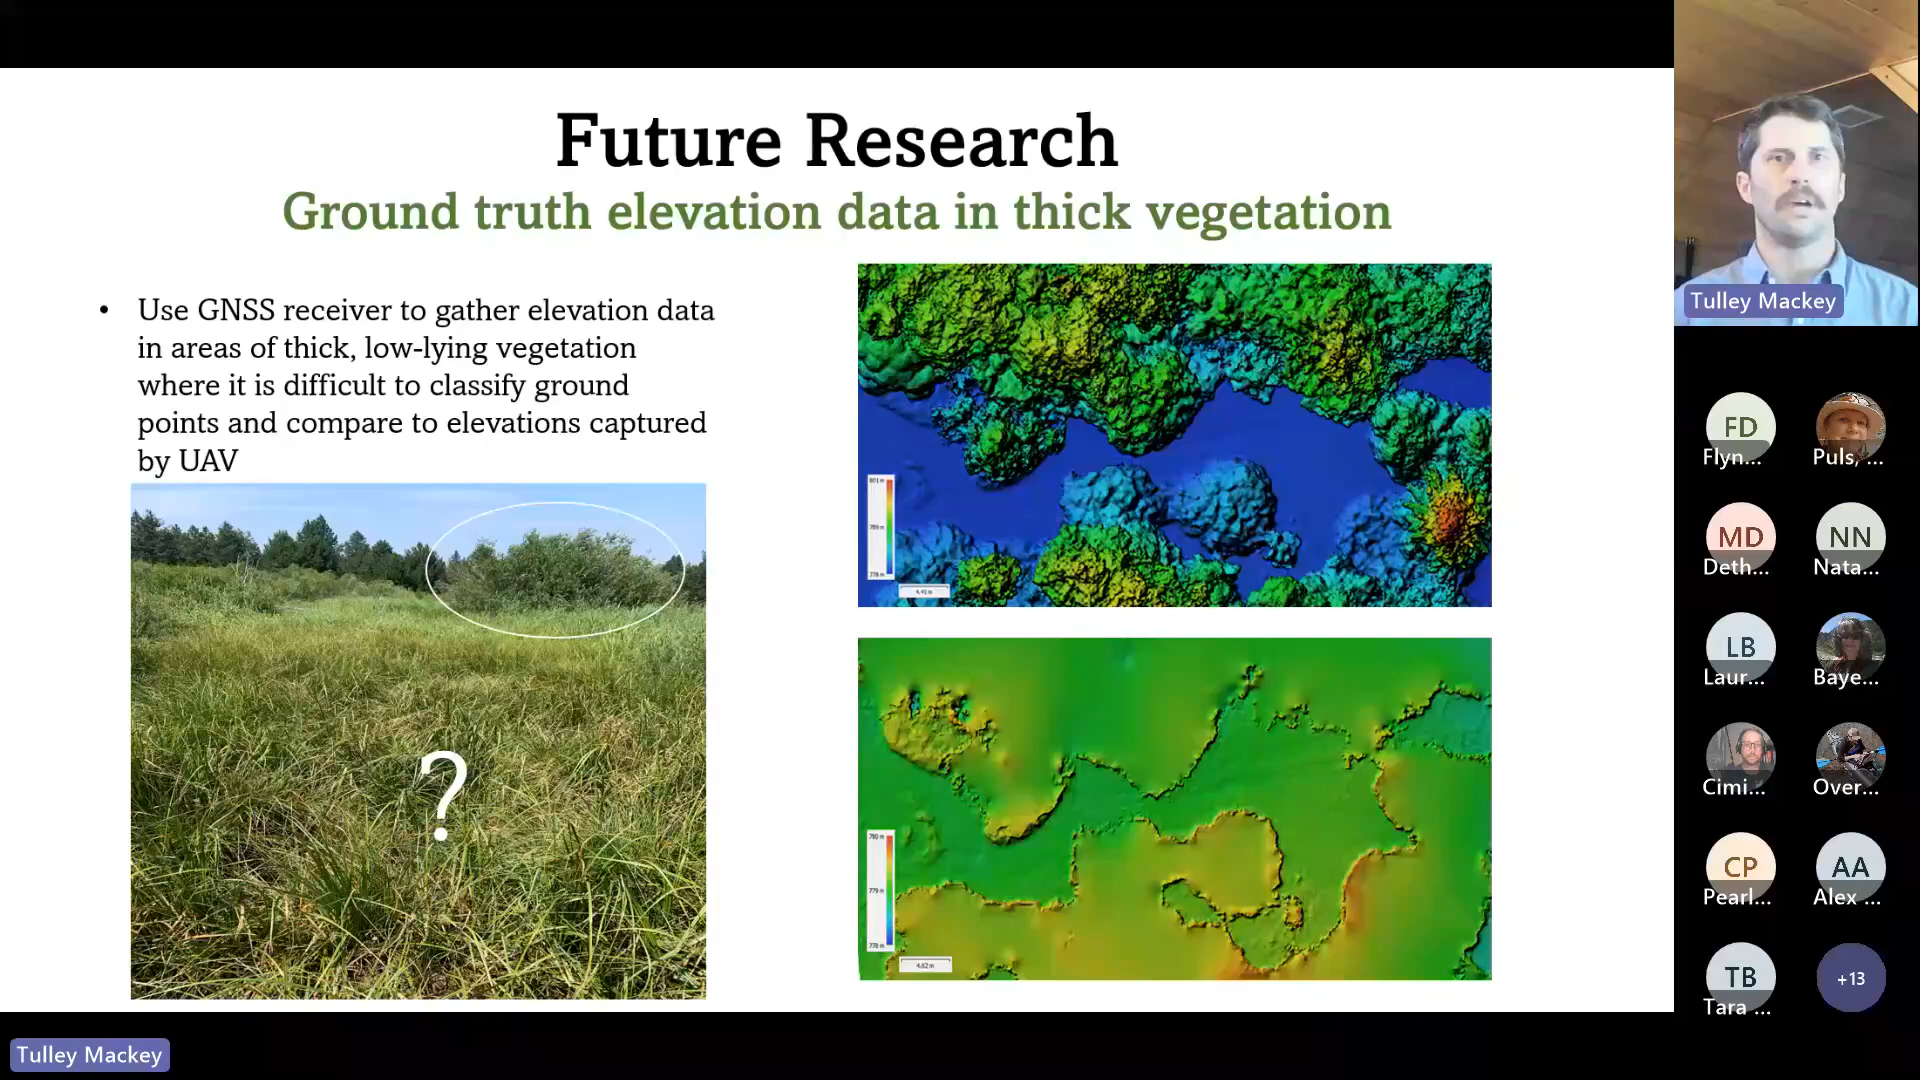 Future Research
Ground truth elevation data in thick vegetation
• Use GNSS receiver to gather elevation data
in areas of thick, low-lying vegetation
where it is difficult to classify ground
points and compare to elevations captured
by UAV
?
4.62 m
Tulley Mackey
FD
Flyn...
Puls, ...
MD
Deth...
NN
Nata...
LB
Laur...
Baye...
Cimi...
Over...
CP
Pearl...
AA
Alex ...
TB
Tara ...
+13
Tulley Mackey